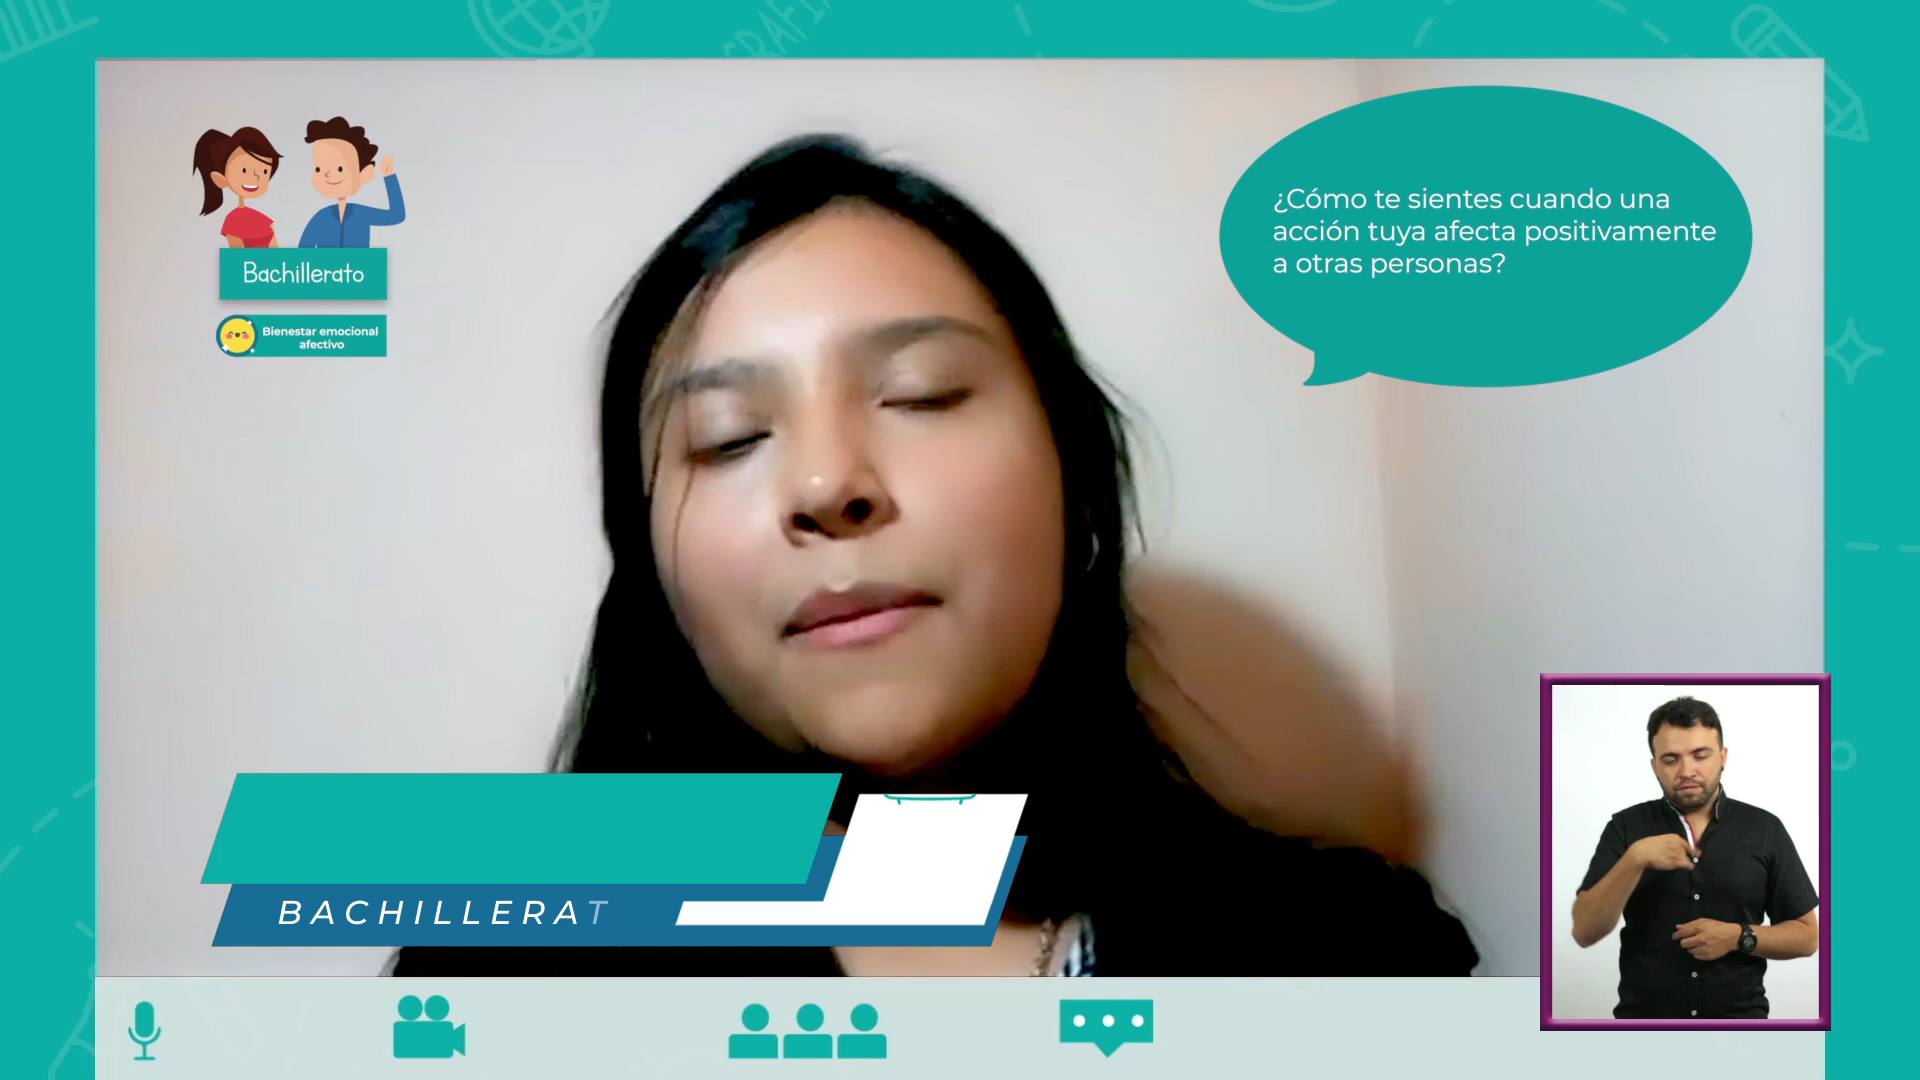 Bachillerato
Bienestar emocional
afectivo
¿Cómo te sientes cuando una
acción tuya afecta positivamente
a otras personas?
BACHILLERAT